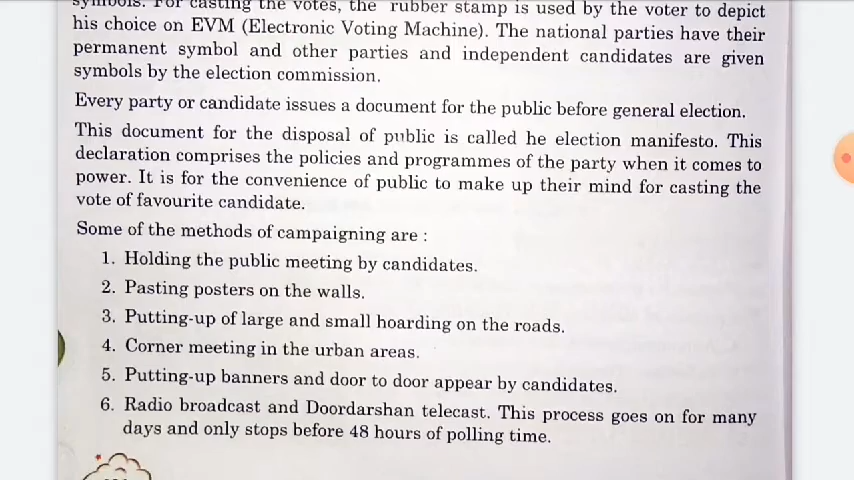 symbols. For casting the votes, the rubber stamp is used by the voter to depict
his choice on EVM (Electronic Voting Machine). The national parties have their
permanent symbol and other parties and independent candidates are given
symbols by the election commission.
Every party or candidate issues a document for the public before general election.
This document for the disposal of public is called he election manifesto. This
declaration comprises the policies and programmes of the party when it comes to
power. It is for the convenience of public to make up their mind for casting the
vote of favourite candidate.
Some of the methods of campaigning are :
1. Holding the public meeting by candidates.
2. Pasting posters on the walls.
3. Putting-up of large and small hoarding on the roads.
4. Corner meeting in the urban areas.
5. Putting-up banners and door to door appear by candidates.
6. Radio broadcast and Doordarshan telecast. This process goes on for many
days and only stops before 48 hours of polling time.